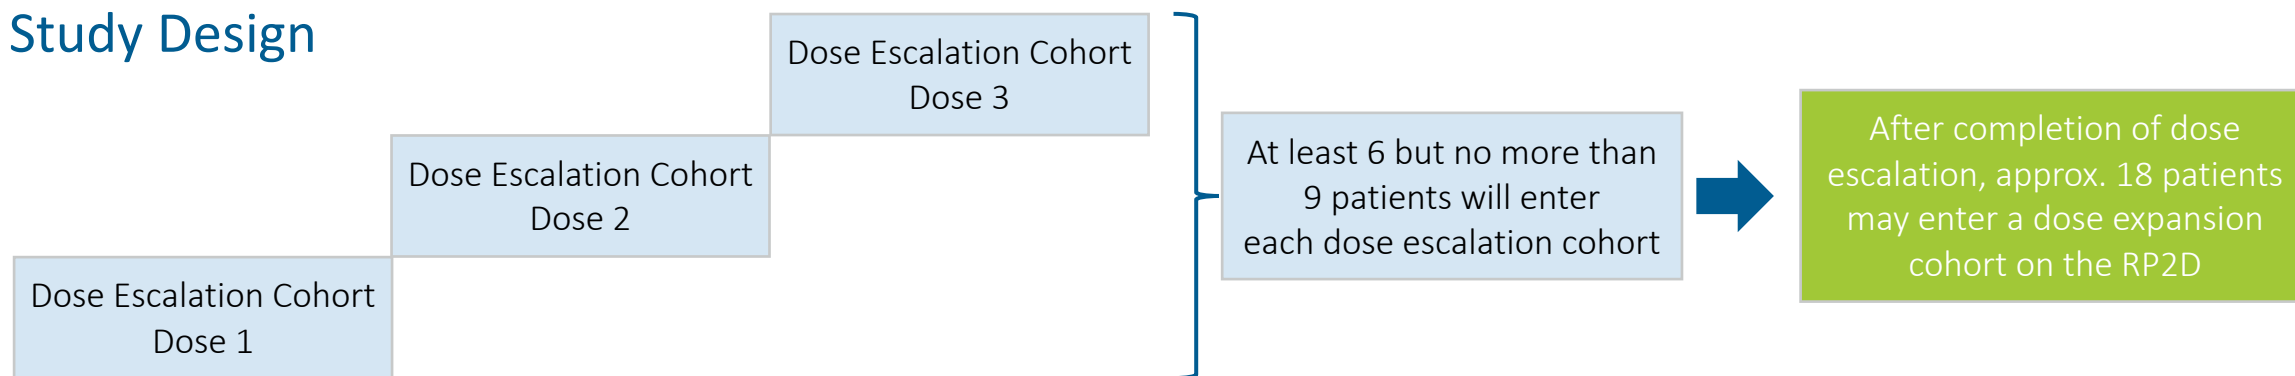 Study Design
Dose Escalation Cohort
Dose 3
Dose Escalation Cohort
Dose 2
Dose Escalation Cohort
Dose 1
At least 6 but no more than
9 patients will enter
each dose escalation cohort
After completion of dose
escalation, approx. 18 patients
may enter a dose expansion
cohort on the RP2D